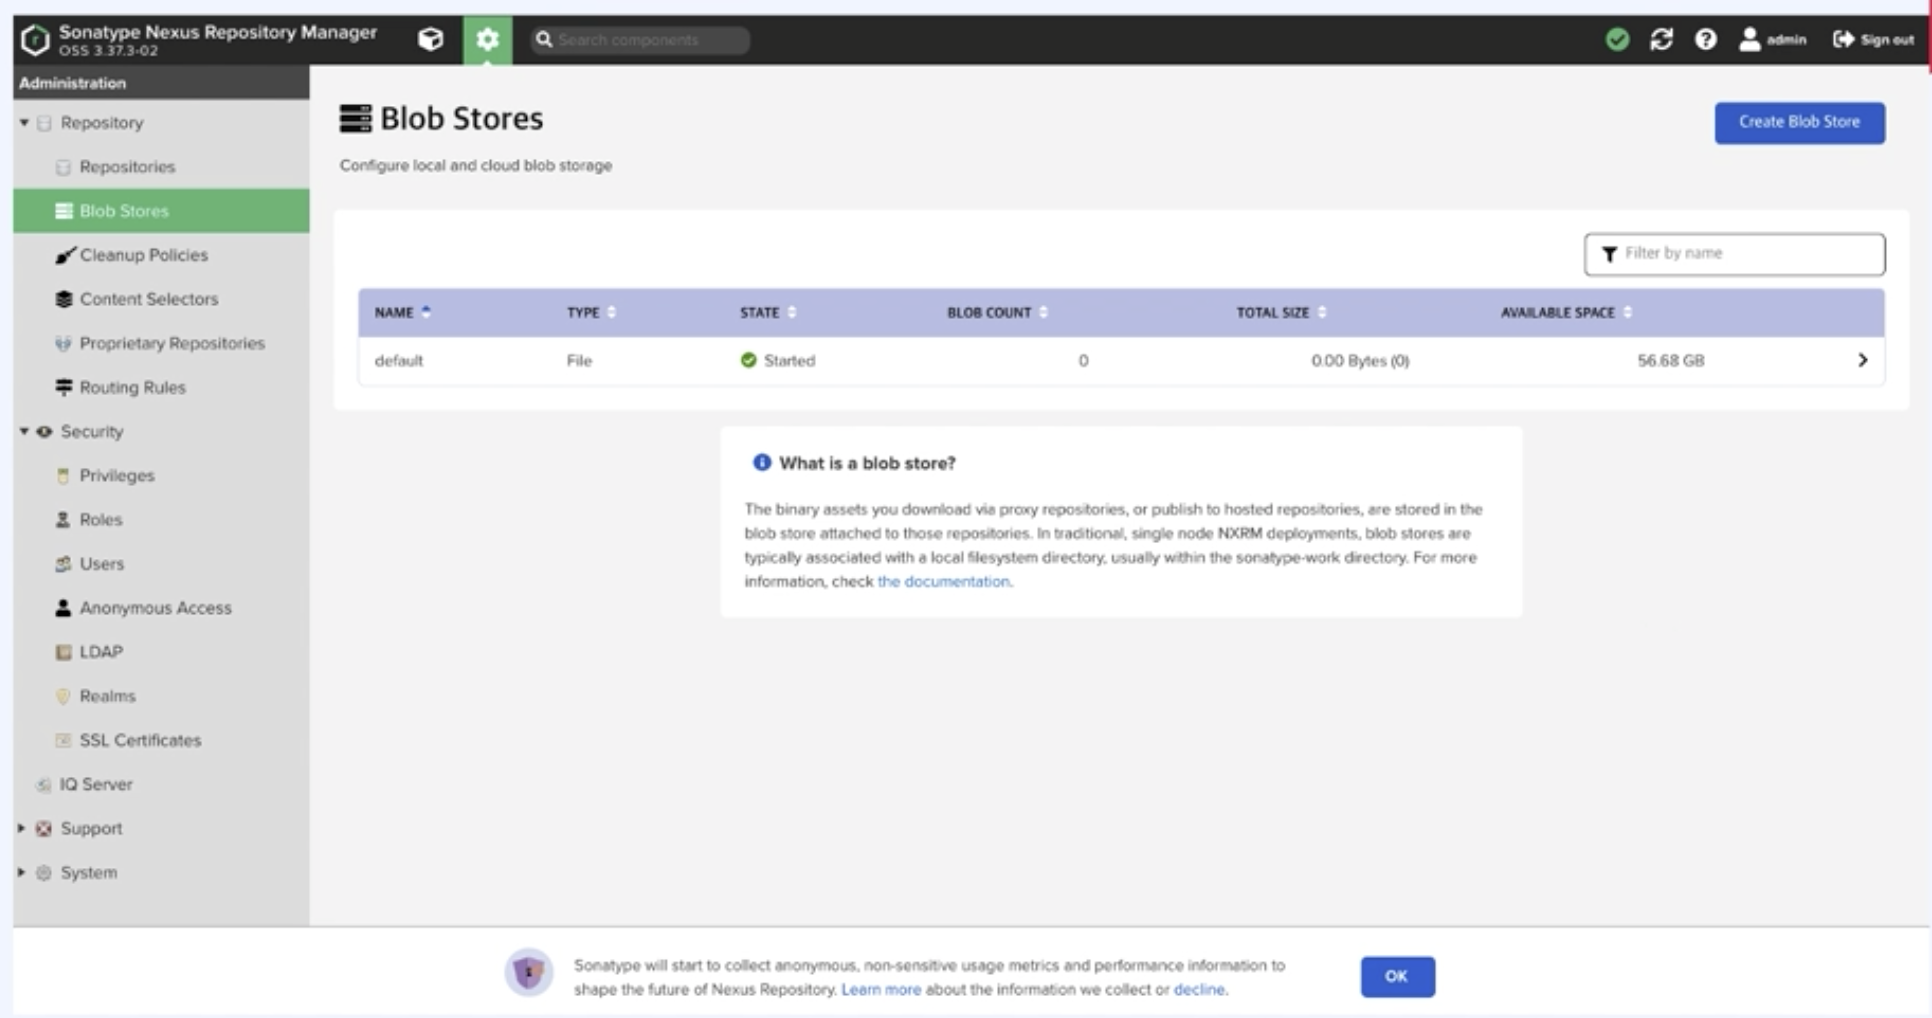 Sonatype Nexus Repository Manager
OSS 3.37.3-02
Search components
admin
Sign out
Administration
Repository
Repositories
Blob Stores
Cleanup Policies
Content Selectors
Proprietary Repositories
Routing Rules
Security
Privileges
Roles
Users
Anonymous Access
LDAP
Realms
SSL Certificates
IQ Server
Support
System
Blob Stores
Configure local and cloud blob storage
Create Blob Store
Filter by name
NAME TYPE STATE BLOB COUNT TOTAL SIZE AVAILABLE SPACE
default File Started 0 0.00 Bytes (0) 56.68 GB
What is a blob store?
The binary assets you download via proxy repositories, or publish to hosted repositories, are stored in the
blob store attached to those repositories. In traditional, single node NXRM deployments, blob stores are
typically associated with a local filesystem directory, usually within the sonatype-work directory. For more
information, check the documentation.
Sonatype will start to collect anonymous, non-sensitive usage metrics and performance information to
shape the future of Nexus Repository. Learn more about the information we collect or decline.
OK